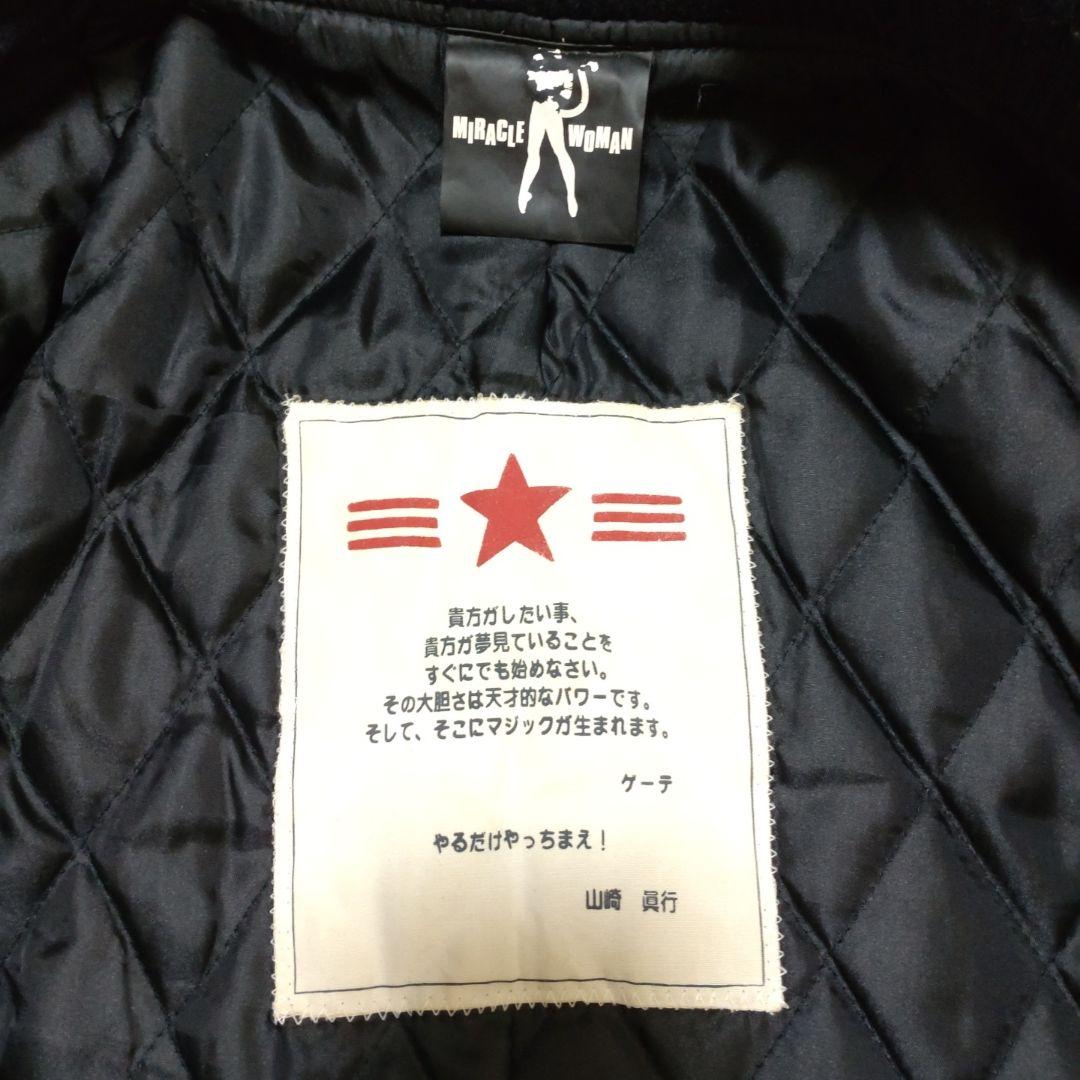 MIRACLE WOMAN
貴方がしたい事、
貴方が夢見ていることを
すぐにでも始めなさい。
その大胆さは天才的なパワーです。
そして、そこにマジックが生まれます。
ゲーテ
やるだけやっちまえ！
山崎 眞行